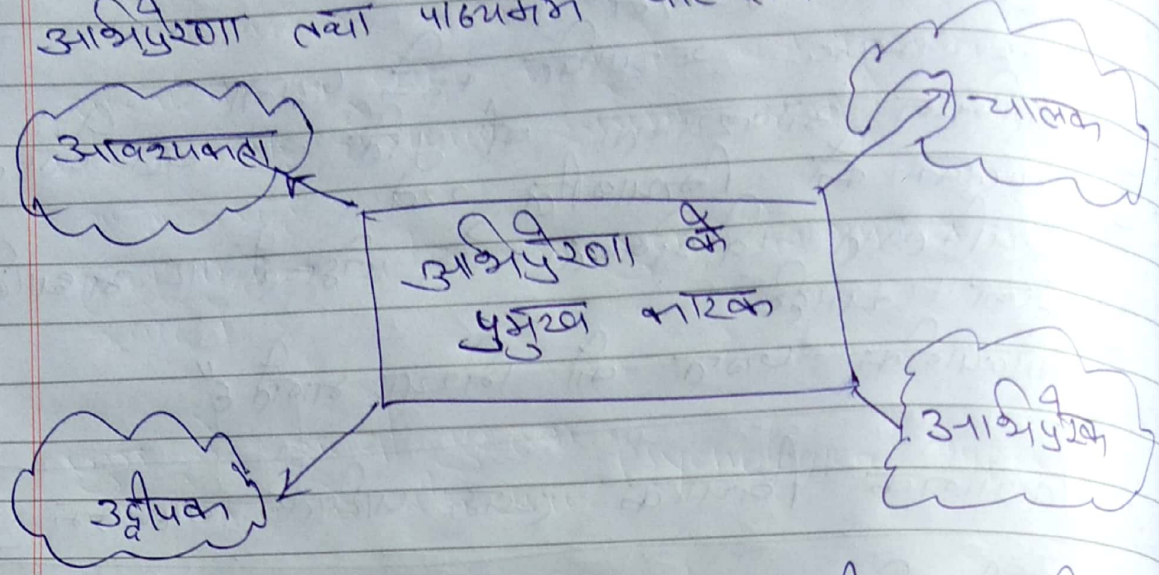 अभिप्रेरणा तथा पाठ्यक्रम
आवश्यकता
चालक
अभिप्रेरणा के
प्रमुख कारक
उद्दीपक
अभिप्रेरक